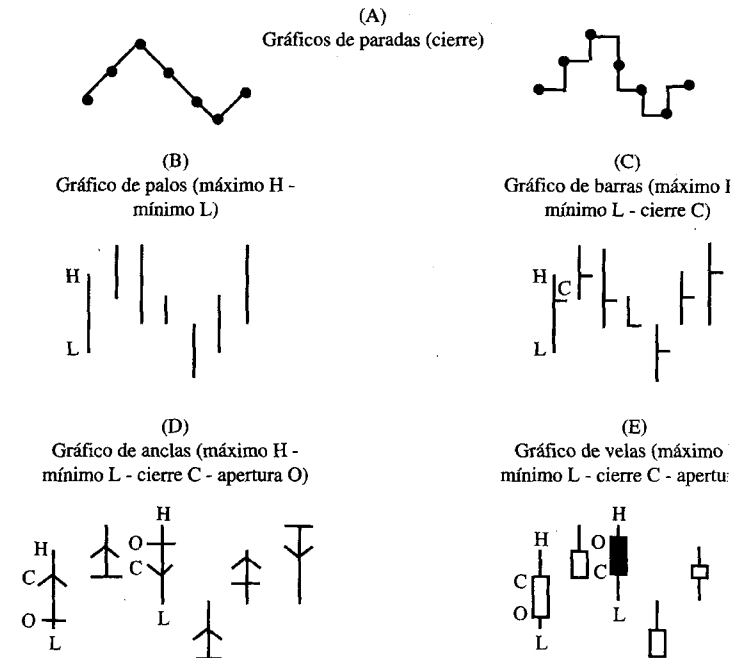 (A)
Gráficos de paradas (cierre)
(B)
Gráfico de palos (máximo H -
mínimo L)
(C)
Gráfico de barras (máximo H
mínimo L - cierre C)
H
L
H
C
L
(D)
Gráfico de anclas (máximo H -
mínimo L - cierre C - apertura O)
(E)
Gráfico de velas (máximo
mínimo L - cierre C -
H
C
O
L
H
O
C
L
H
C
O
L
H
O
C
L